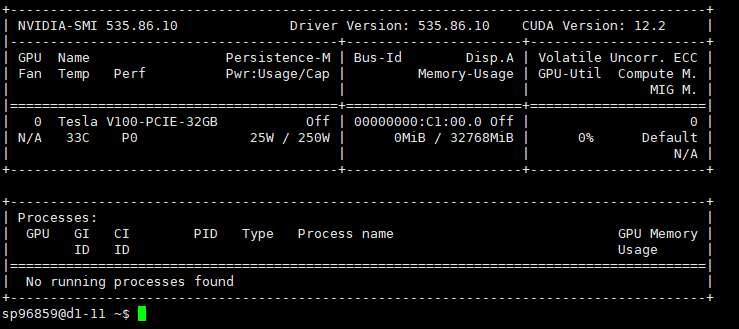 +-----------------------------------------------------------------------------+
| NVIDIA-SMI 535.86.10              Driver Version: 535.86.10    CUDA Version: 12.2     |
|-----------------------------------------+----------------------+----------------------+
| GPU  Name                 Persistence-M | Bus-Id        Disp.A | Volatile Uncorr. ECC |
| Fan  Temp   Perf          Pwr:Usage/Cap |         Memory-Usage | GPU-Util  Compute M. |
|                                         |                      |               MIG M. |
|=========================================+======================+======================|
|   0  Tesla V100-PCIE-32GB           Off | 00000000:C1:00.0 Off |                    0 |
| N/A   33C    P0              25W / 250W |      0MiB / 32768MiB |      0%      Default |
|                                         |                      |                  N/A |
+-----------------------------------------+----------------------+----------------------+
+---------------------------------------------------------------------------------------+
| Processes:                                                                            |
|  GPU   GI   CI        PID   Type   Process name                            GPU Memory |
|        ID   ID                                                             Usage      |
|=======================================================================================|
|  No running processes found                                                           |
+---------------------------------------------------------------------------------------+
sp96859@d1-11 ~$